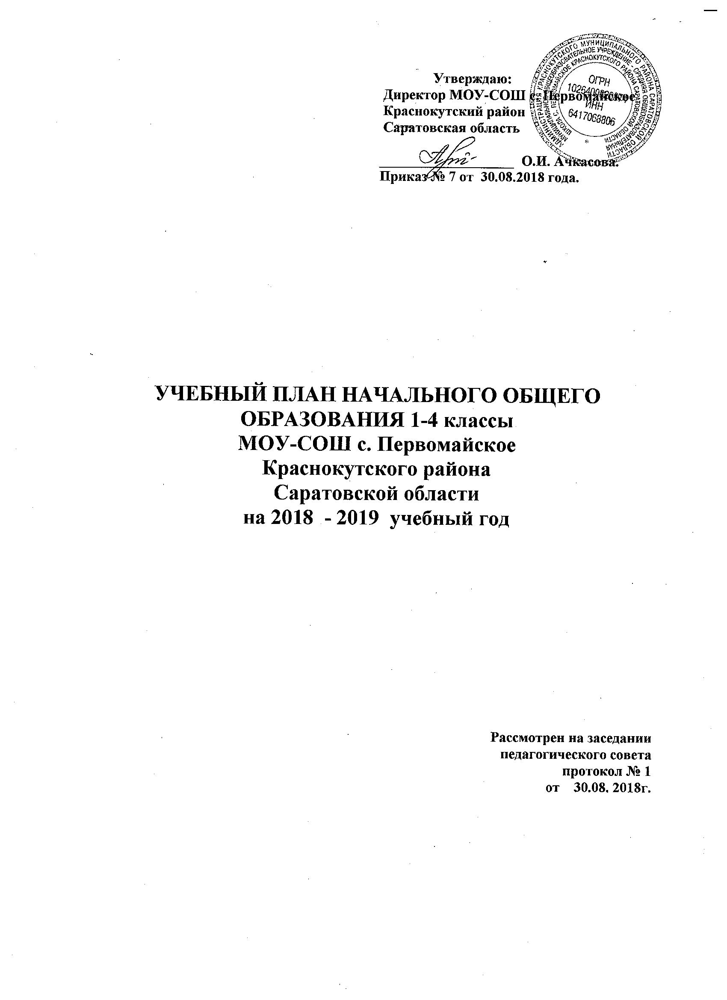 Утверждаю:
Директор МОУ-СОШ с. Первомайское
Краснокутский район
Саратовская область
О.И. Ачкасова.
Приказ № 7 от 30.08.2018 года.
АДМИНИСТРАЦИЯ КРАСНОКУТСКОГО МУНИЦИПАЛЬНОГО РАЙОНА САРАТОВСКОЙ ОБЛАСТИ
МУНИЦИПАЛЬНОЕ ОБЩЕОБРАЗОВАТЕЛЬНОЕ УЧРЕЖДЕНИЕ - СРЕДНЯЯ ОБЩЕОБРАЗОВАТЕЛЬНАЯ
ШКОЛА С. ПЕРВОМАЙСКОЕ КРАСНОКУТСКОГО РАЙОНА САРАТОВСКОЙ ОБЛАСТИ
ОГРН
ИНН
6417068806
УЧЕБНЫЙ ПЛАН НАЧАЛЬНОГО ОБЩЕГО
ОБРАЗОВАНИЯ 1-4 классы
МОУ-СОШ с. Первомайское
Краснокутского района
Саратовской области
на 2018 - 2019 учебный год
Рассмотрен на заседании
педагогического совета
протокол № 1
от 30.08. 2018г.